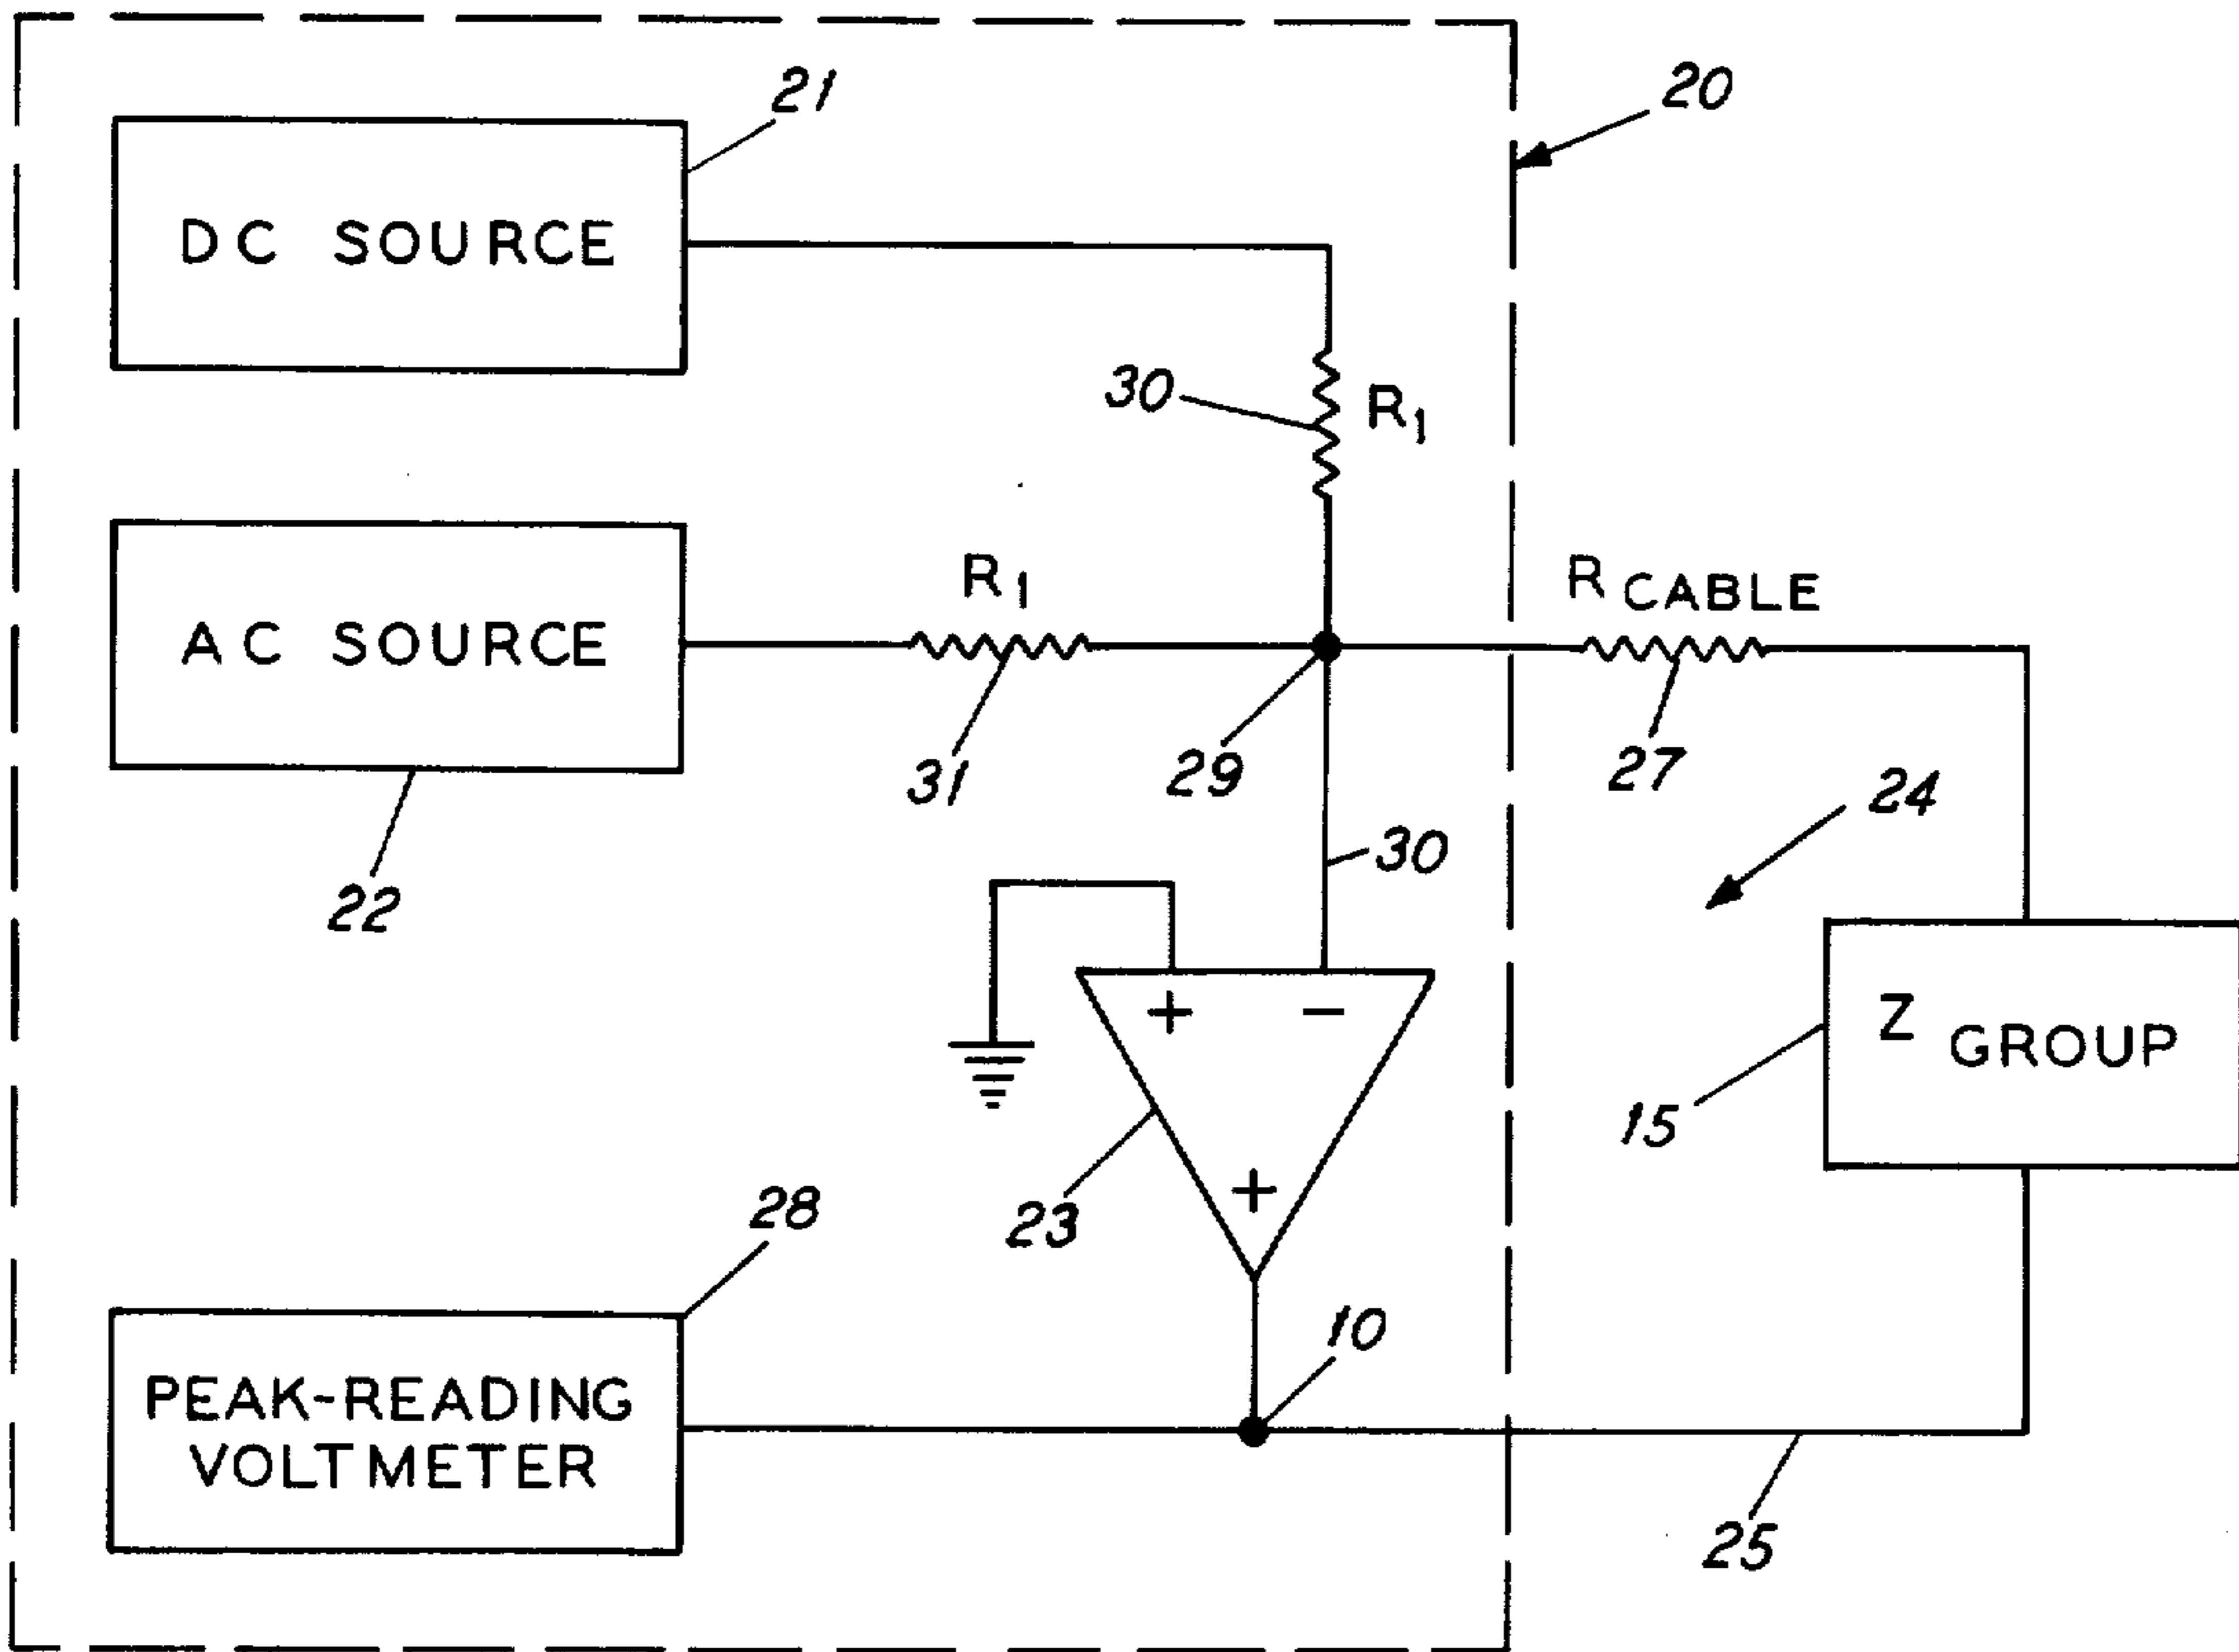 21
20
DC SOURCE
30
R1
R1
R CABLE
AC SOURCE
31
29
27
24
30
22
+
-
Z GROUP
15
+
23
28
10
PEAK-READING
VOLTMETER
25